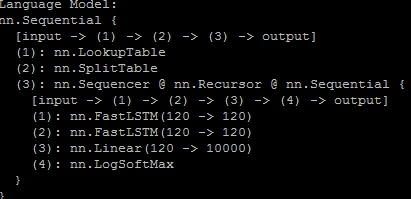 Language Model:
nn.Sequential {
  [input -> (1) -> (2) -> (3) -> output]
  (1): nn.LookupTable
  (2): nn.SplitTable
  (3): nn.Sequencer @ nn.Recursor @ nn.Sequential {
    [input -> (1) -> (2) -> (3) -> (4) -> output]
    (1): nn.FastLSTM(120 -> 120)
    (2): nn.FastLSTM(120 -> 120)
    (3): nn.Linear(120 -> 10000)
    (4): nn.LogSoftMax
  }
}